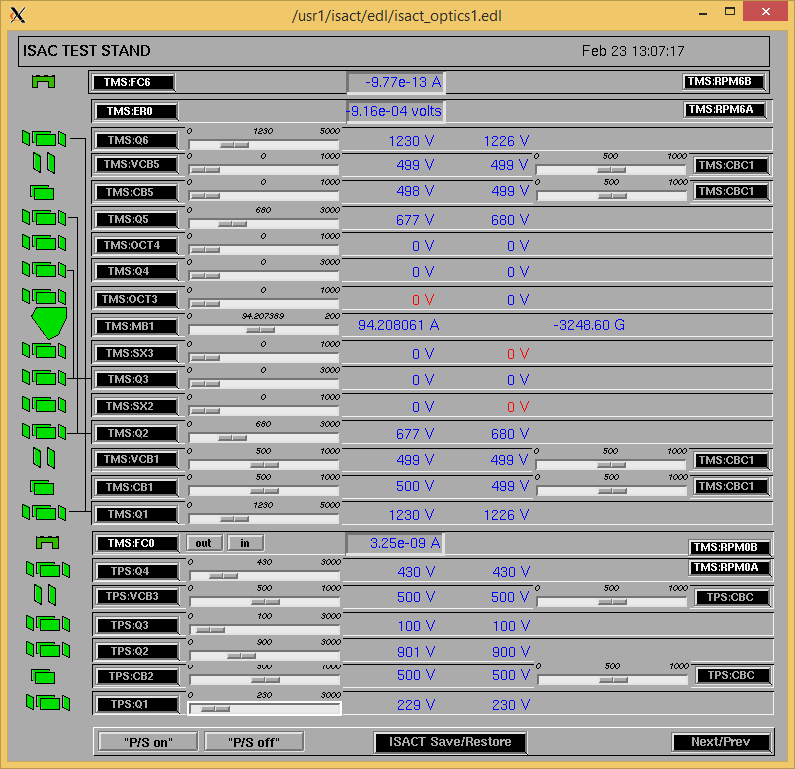 /usr1/isact/edl/isact_optics1.edl
ISAC TEST STAND Feb 23 13:07:17
TMS:FC6 -9.77e-13 A TMS:RPM6B
TMS:ER0 -9.16e-04 volts TMS:RPM6A
0 1230 5000
TMS:Q6 1230 V 1226 V
0 0 1000 0 500 1000
TMS:VCB5 499 V 499 V TMS:CBC1
0 0 1000 0 500 1000
TMS:CB5 498 V 499 V TMS:CBC1
0 680 3000
TMS:Q5 677 V 680 V
0 0 1000
TMS:OCT4 0 V 0 V
0 0 3000
TMS:Q4 0 V 0 V
0 0 1000
TMS:OCT3 0 V 0 V
0 94.207389 200
TMS:MB1 94.208061 A -3248.60 G
0 0 1000
TMS:SX3 0 V 0 V
0 0 3000
TMS:Q3 0 V 0 V
0 0 1000
TMS:SX2 0 V 0 V
0 680 3000
TMS:Q2 677 V 680 V
0 500 1000 0 500 1000
TMS:VCB1 499 V 499 V TMS:CBC1
0 500 1000 0 500 1000
TMS:CB1 500 V 499 V TMS:CBC1
0 1230 5000
TMS:Q1 1230 V 1226 V
TMS:FC0 out in 3.25e-09 A TMS:RPM0B
0 430 3000 TMS:RPM0A
TPS:Q4 430 V 430 V
0 500 1000 0 500 1000
TPS:VCB3 500 V 500 V TPS:CBC
0 100 3000
TPS:Q3 100 V 100 V
0 900 3000
TPS:Q2 901 V 900 V
0 500 1000 0 500 1000
TPS:CB2 500 V 500 V TPS:CBC
0 230 3000
TPS:Q1 229 V 230 V
"P/S on" "P/S off" ISACT Save/Restore Next/Prev